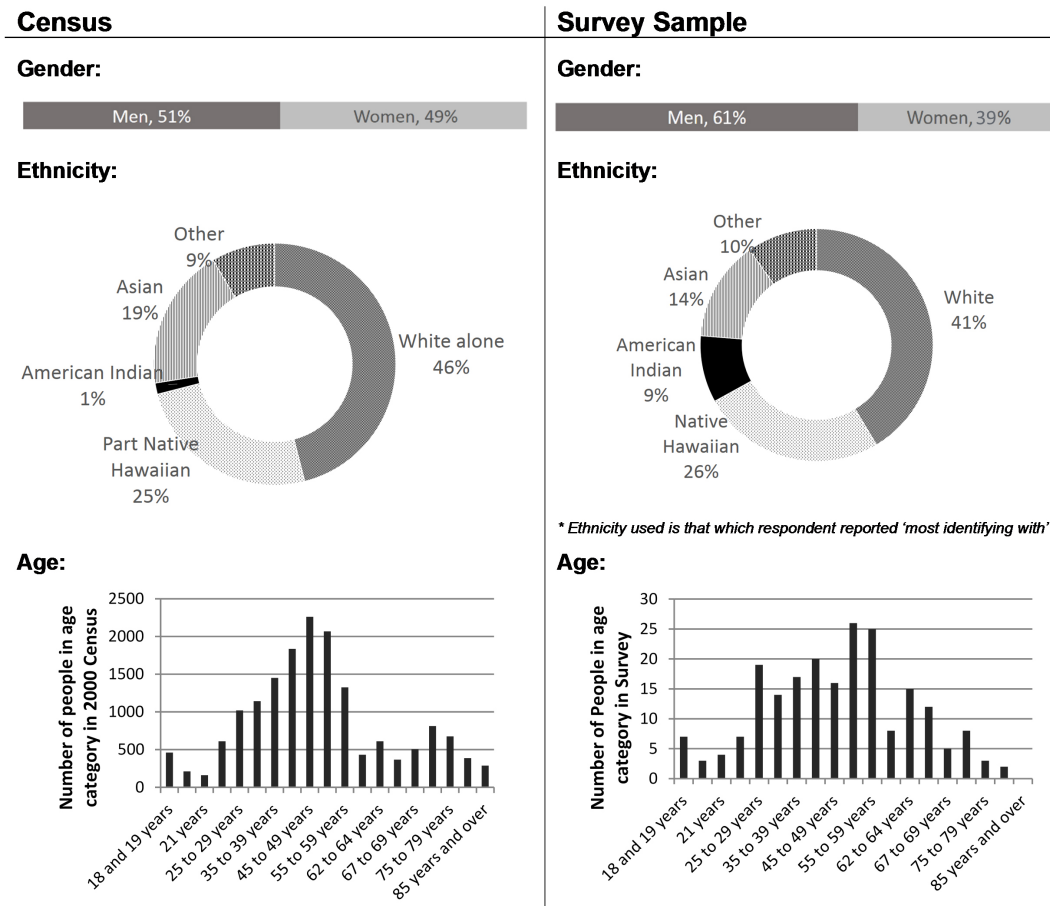 Census
Gender:
Men, 51%
Women, 49%
Ethnicity:
Other
9%
Asian
19%
American Indian
1%
Part Native
Hawaiian
25%
White alone
46%
Age:
Number of people in age
category in 2000 Census
2500
2000
1500
1000
500
0
18 and 19 years
21 years
25 to 29 years
35 to 39 years
45 to 49 years
55 to 59 years
62 to 64 years
67 to 69 years
75 to 79 years
85 years and over
Survey Sample
Gender:
Men, 61%
Women, 39%
Ethnicity:
Other
10%
Asian
14%
American
Indian
9%
Native
Hawaiian
26%
White
41%
* Ethnicity used is that which respondent reported ‘most identifying with’
Age:
Number of People in age
category in Survey
30
25
20
15
10
5
0
18 and 19 years
21 years
25 to 29 years
35 to 39 years
45 to 49 years
55 to 59 years
62 to 64 years
67 to 69 years
75 to 79 years
85 years and over